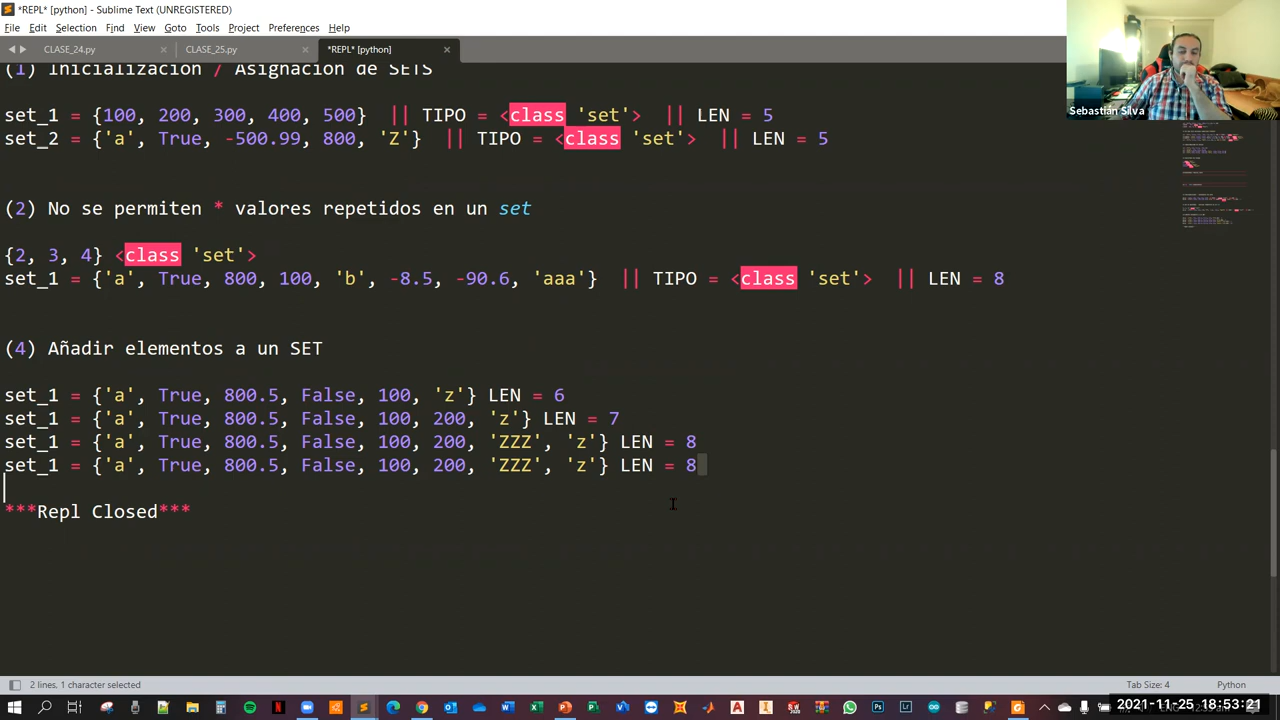 *REPL* [python] - Sublime Text (UNREGISTERED)
File Edit Selection Find View Goto Tools Project Preferences Help
CLASE_24.py CLASE_25.py *REPL* [python]
(1) Inicialización / Asignación de SETS
set_1 = {100, 200, 300, 400, 500} || TIPO = <class 'set'> || LEN = 5
set_2 = {'a', True, -500.99, 800, 'Z'} || TIPO = <class 'set'> || LEN = 5
(2) No se permiten * valores repetidos en un set
{2, 3, 4} <class 'set'>
set_1 = {'a', True, 800, 100, 'b', -8.5, -90.6, 'aaa'} || TIPO = <class 'set'> || LEN = 8
(4) Añadir elementos a un SET
set_1 = {'a', True, 800.5, False, 100, 'z'} LEN = 6
set_1 = {'a', True, 800.5, False, 100, 200, 'z'} LEN = 7
set_1 = {'a', True, 800.5, False, 100, 200, 'ZZZ', 'z'} LEN = 8
set_1 = {'a', True, 800.5, False, 100, 200, 'ZZZ', 'z'} LEN = 8
***Repl Closed***
Sebastián Silva
2 lines, 1 character selected
Tab Size: 4 Python
2021-11-25 18:53:21